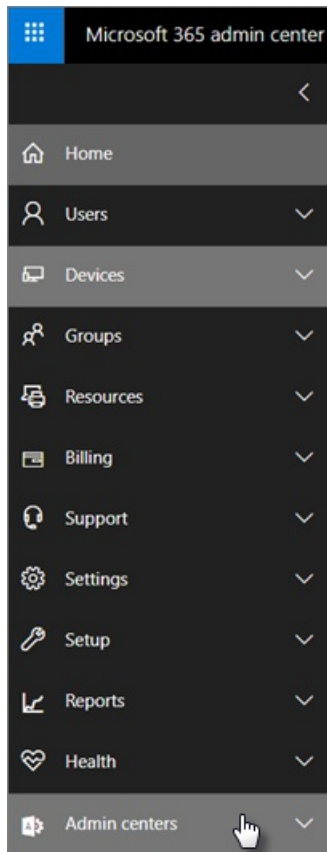 Microsoft 365 admin center
Home
Users
Devices
Groups
Resources
Billing
Support
Settings
Setup
Reports
Health
Admin centers